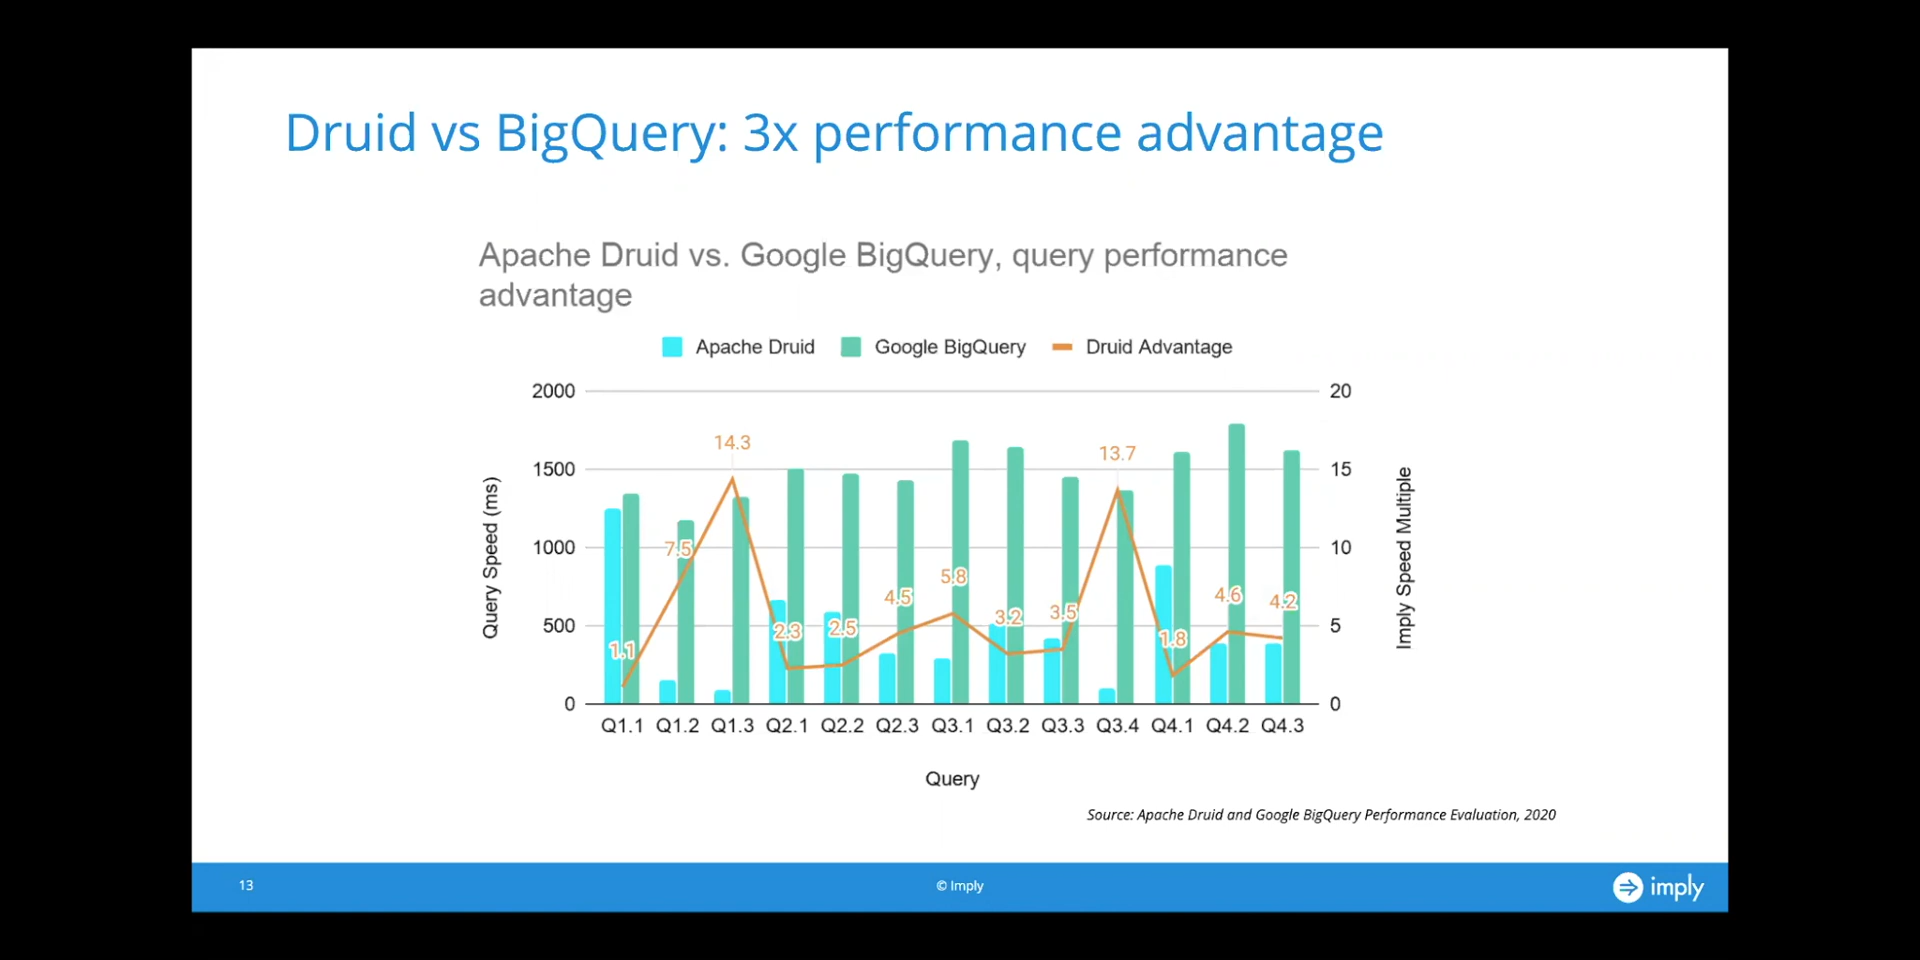 Druid vs BigQuery: 3x performance advantage
Apache Druid vs. Google BigQuery, query performance
advantage
Apache Druid
Google BigQuery
Druid Advantage
2000
1500
1000
500
0
Query Speed (ms)
20
15
10
5
0
Imply Speed Multiple
1.1
7.5
14.3
2.3
2.5
4.5
5.8
3.2
3.5
13.7
1.8
4.6
4.2
Q1.1 Q1.2 Q1.3 Q2.1 Q2.2 Q2.3 Q3.1 Q3.2 Q3.3 Q3.4 Q4.1 Q4.2 Q4.3
Query
Source: Apache Druid and Google BigQuery Performance Evaluation, 2020
13
© Imply
imply